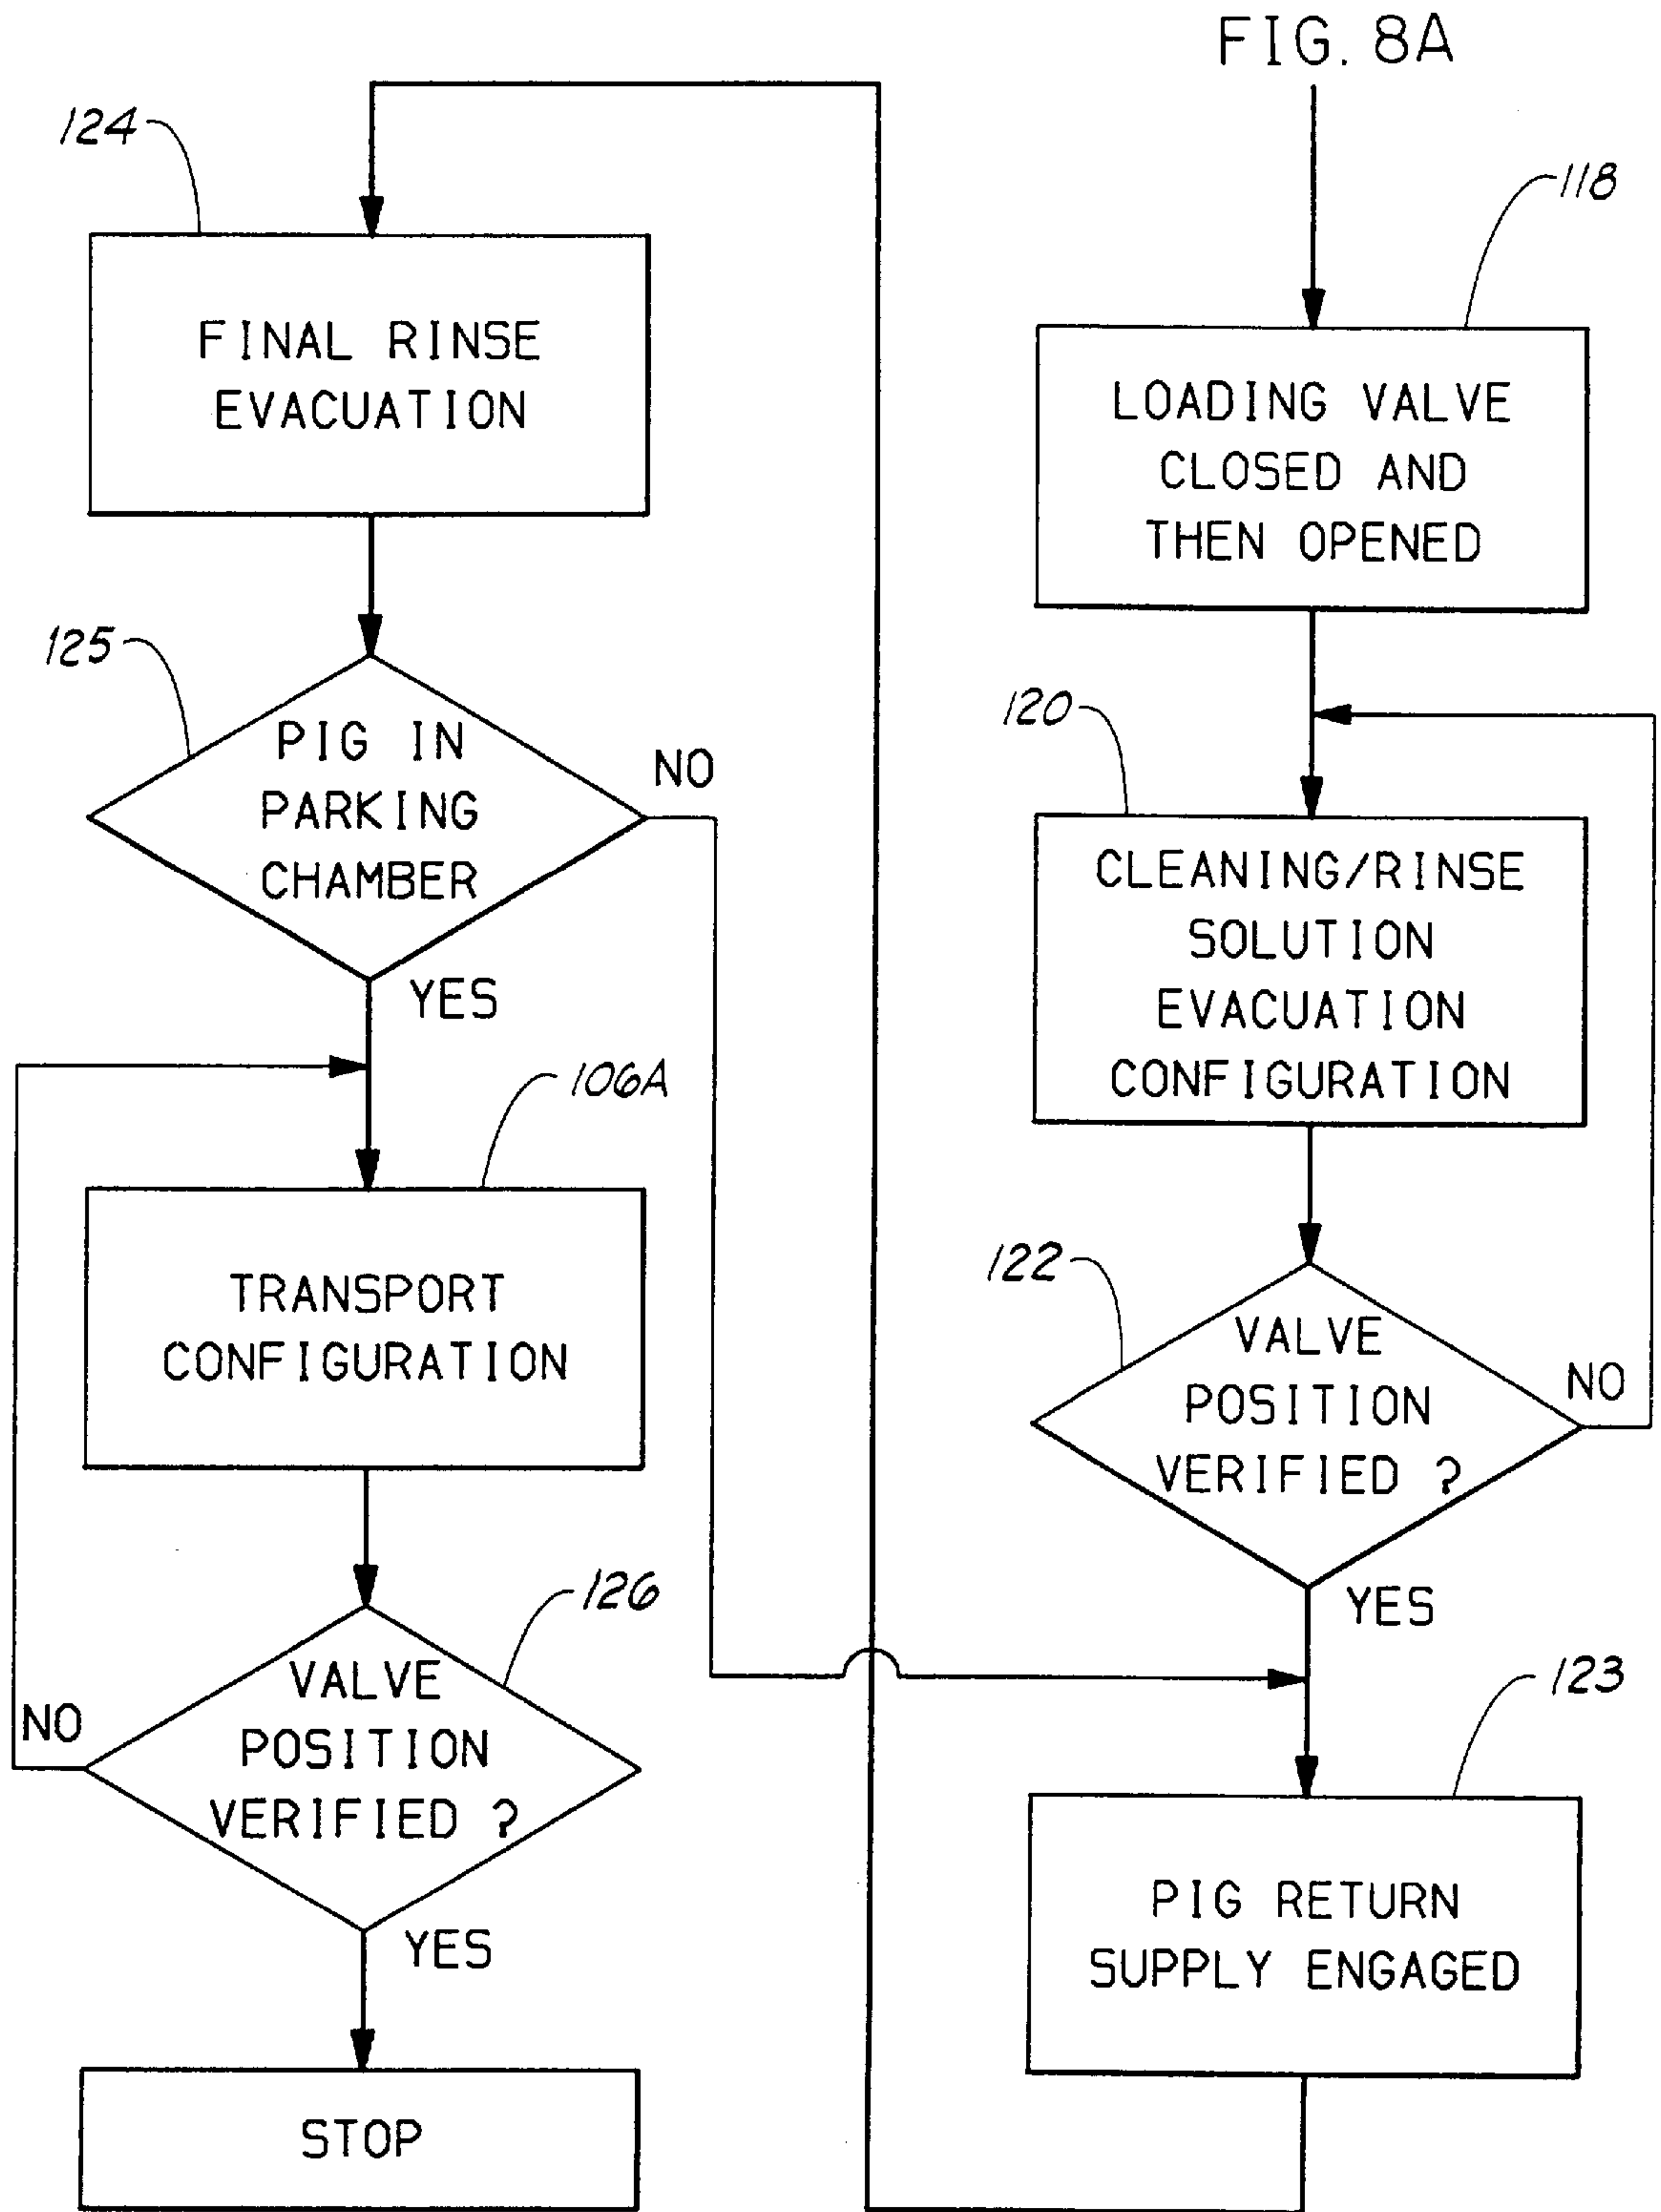 FIG. 8A
118
LOADING VALVE
CLOSED AND
THEN OPENED
120
CLEANING/RINSE
SOLUTION
EVACUATION
CONFIGURATION
122
VALVE
POSITION
VERIFIED ?
NO
YES
123
PIG RETURN
SUPPLY ENGAGED
124
FINAL RINSE
EVACUATION
125
PIG IN
PARKING
CHAMBER
NO
YES
106A
TRANSPORT
CONFIGURATION
126
VALVE
POSITION
VERIFIED ?
NO
YES
STOP